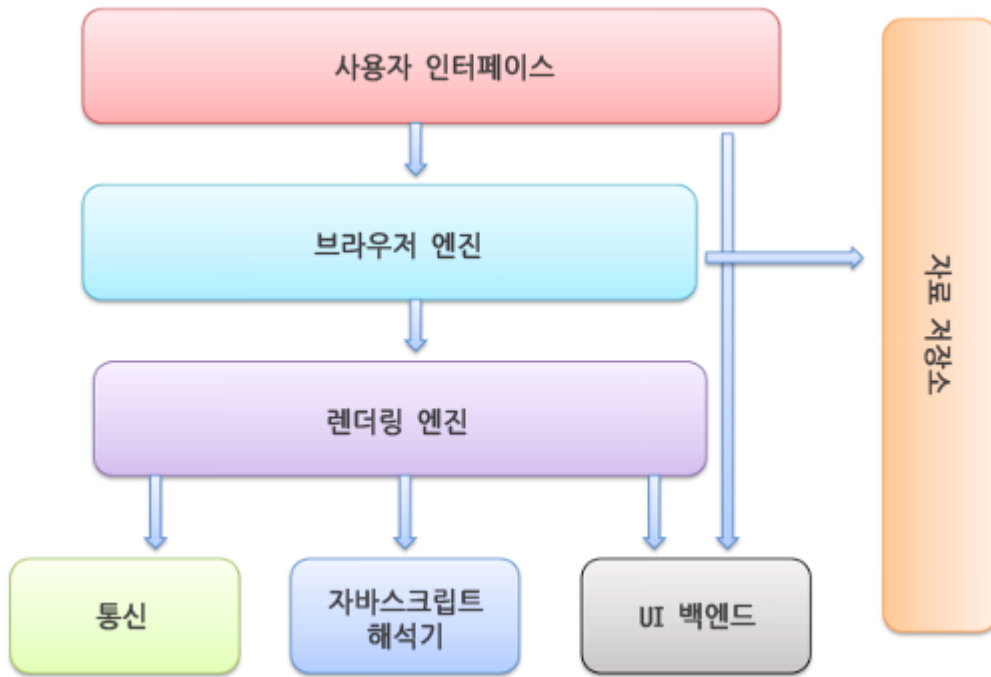 사용자 인터페이스
브라우저 엔진
자료 저장소
렌더링 엔진
통신
자바스크립트
해석기
UI 백엔드